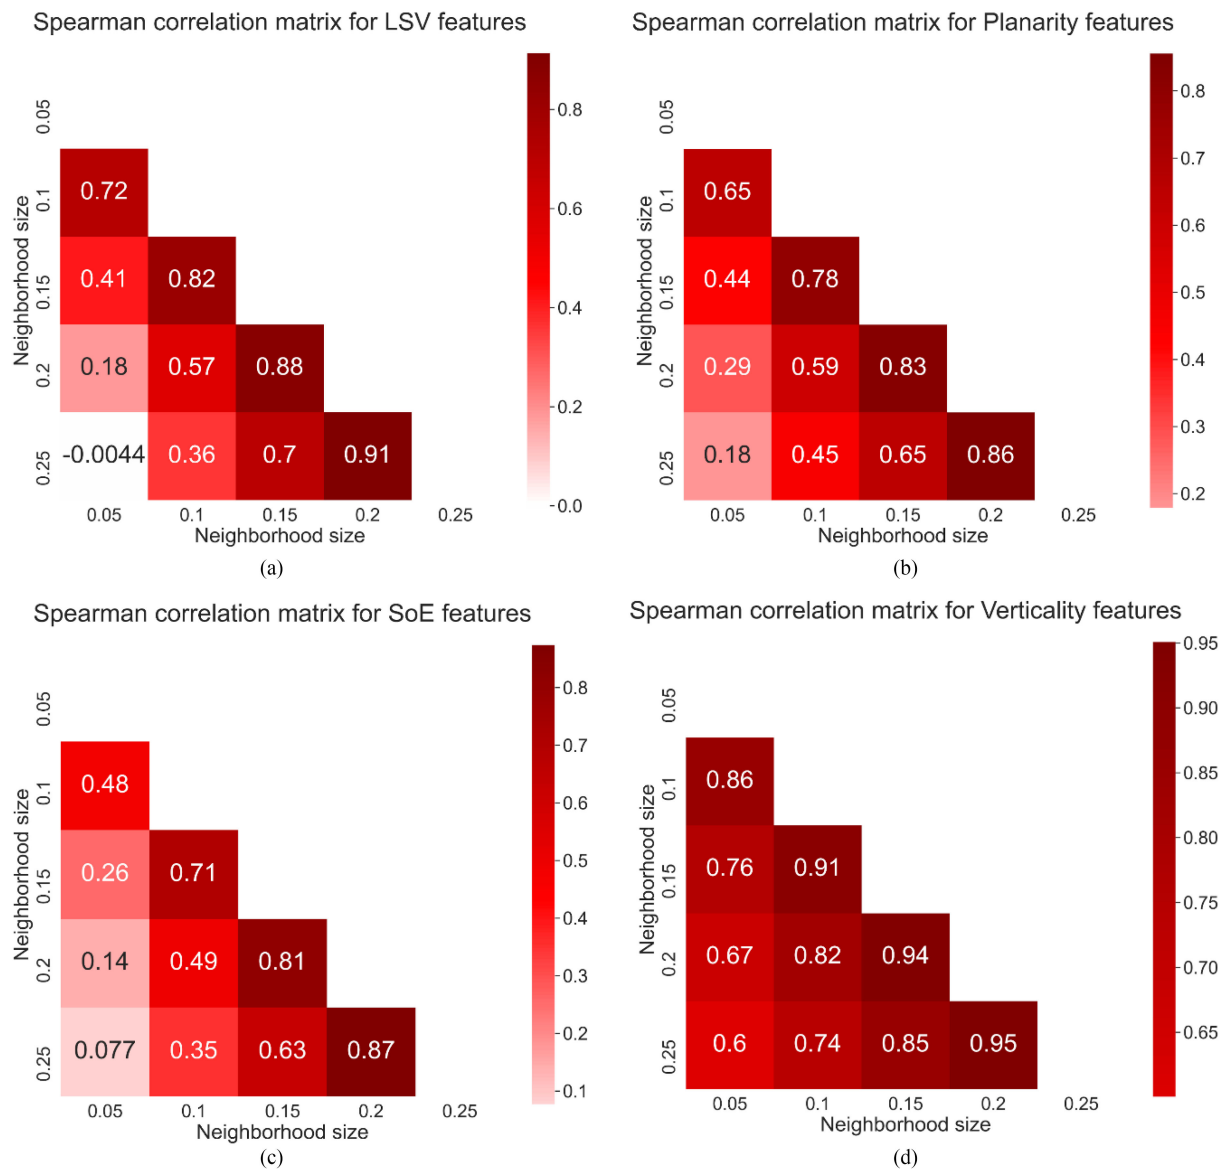 Spearman correlation matrix for LSV features
0.05
0.1
0.15
0.2
0.25
Neighborhood size
0.72
0.41 0.82
0.18 0.57 0.88
-0.0044 0.36 0.7 0.91
0.05 0.1 0.15 0.2 0.25
Neighborhood size
0.8
0.6
0.4
0.2
0.0
(a)
Spearman correlation matrix for Planarity features
0.05
0.1
0.15
0.2
0.25
Neighborhood size
0.65
0.44 0.78
0.29 0.59 0.83
0.18 0.45 0.65 0.86
0.05 0.1 0.15 0.2 0.25
Neighborhood size
0.8
0.7
0.6
0.5
0.4
0.3
0.2
(b)
Spearman correlation matrix for SoE features
0.05
0.1
0.15
0.2
0.25
Neighborhood size
0.48
0.26 0.71
0.14 0.49 0.81
0.077 0.35 0.63 0.87
0.05 0.1 0.15 0.2 0.25
Neighborhood size
0.8
0.7
0.6
0.5
0.4
0.3
0.2
0.1
(c)
Spearman correlation matrix for Verticality features
0.05
0.1
0.15
0.2
0.25
Neighborhood size
0.86
0.76 0.91
0.67 0.82 0.94
0.6 0.74 0.85 0.95
0.05 0.1 0.15 0.2 0.25
Neighborhood size
0.95
0.90
0.85
0.80
0.75
0.70
0.65
(d)